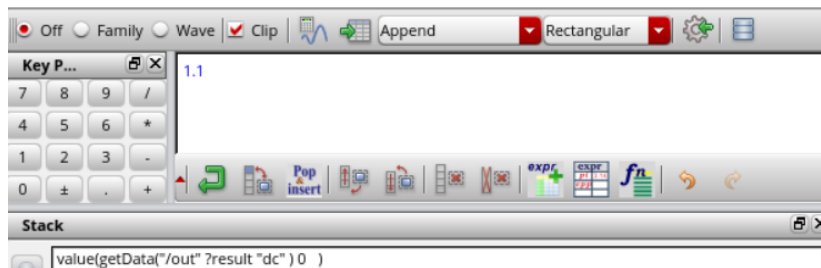 Off Family Wave Clip Append Rectangular
Key P...
1.1
7 8 9 /
4 5 6 *
1 2 3 -
0 ± . +
Pop & insert expr expr fn
Stack
value(getData("/out" ?result "dc" ) 0 )